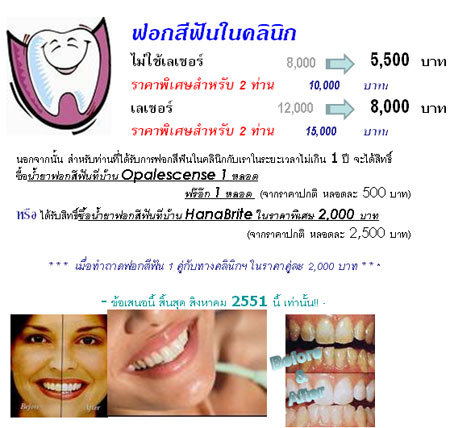 ฟอกสีฟันในคลินิก
ไม่ใช้เลเซอร์ 8,000 5,500 บาท
ราคาพิเศษสำหรับ 2 ท่าน 10,000 บาท
เลเซอร์ 12,000 8,000 บาท
ราคาพิเศษสำหรับ 2 ท่าน 15,000 บาท
นอกจากนั้น สำหรับท่านที่ได้รับการฟอกสีฟันในคลินิกกับเราในระยะเวลาไม่เกิน 1 ปี จะได้สิทธิ์
ซื้อน้ำยาฟอกสีฟันที่บ้าน Opalescense 1 หลอด
ฟรีอีก 1 หลอด (จากราคาปกติ หลอดละ 500 บาท)
หรือ ได้รับสิทธิ์ซื้อน้ำยาฟอกสีฟันที่บ้าน HanaBrite ในราคาพิเศษ 2,000 บาท
(จากราคาปกติ หลอดละ 2,500 บาท)
*** เมื่อทำถาดฟอกสีฟัน 1 คู่กับทางคลินิกฯ ในราคาคู่ละ 2,000 บาท ***
- ข้อเสนอนี้ สิ้นสุด สิงหาคม 2551 นี้ เท่านั้น!! -
Before After
Before
&
After